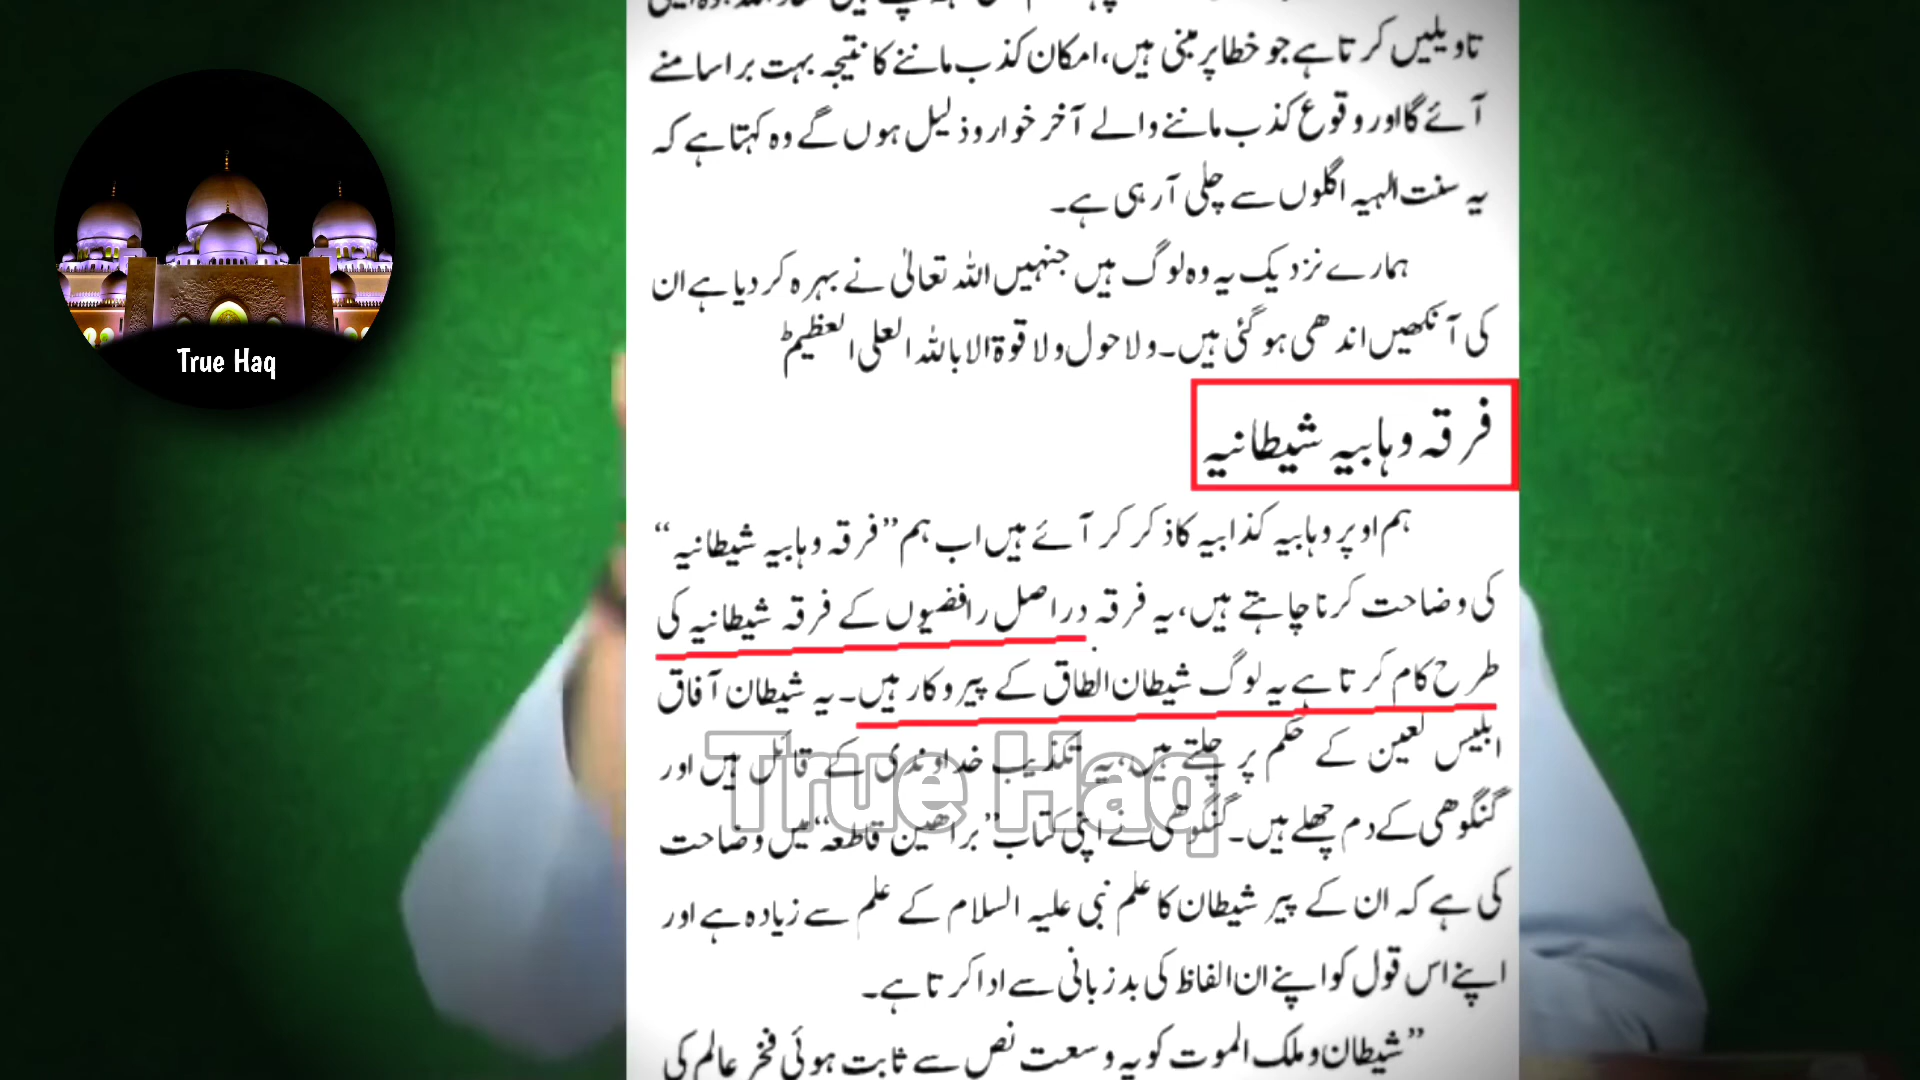 تاویلیں کرتا ہے جو خطا پر مبنی ہیں، امکان کذب ماننے کا نتیجہ بہت برا سامنے
آئے گا اور وقوع کذب ماننے والے آخر خوار و ذلیل ہوں گے وہ کہتا ہے کہ
یہ سنت الٰہیہ اگلوں سے چلی آرہی ہے۔
ہمارے نزدیک یہ وہ لوگ ہیں جنہیں اللہ تعالیٰ نے بہرہ کر دیا ہے ان
کی آنکھیں اندھی ہوگئی ہیں۔ ولا حول ولا قوۃ الا باللہ العلی العظیم ط
فرقہ وہابیہ شیطانیہ
ہم اوپر وہابیہ کذابیہ کا ذکر کر آئے ہیں اب ہم ”فرقہ وہابیہ شیطانیہ“
کی وضاحت کرنا چاہتے ہیں، یہ فرقہ دراصل رافضیوں کے فرقہ شیطانیہ کی
طرح کام کرتا ہے یہ لوگ شیطان الطاق کے پیروکار ہیں۔ یہ شیطان آفاق
ابلیس لعین کے حکم پر چلتے ہیں، یہ تکذیب خداوندی کے قائل ہیں اور
گنگوھی کے دم چھلے ہیں۔ گنگوھی نے اپنی کتاب ”براھین قاطعہ“ میں وضاحت
کی ہے کہ ان کے پیر شیطان کا علم نبی علیہ السلام کے علم سے زیادہ ہے اور
اپنے اس قول کو اپنے ان الفاظ کی بدزبانی سے ادا کرتا ہے۔
”شیطان و ملک الموت کو یہ وسعت نص سے ثابت ہوئی فخر عالم کی
True Haq
True Haq